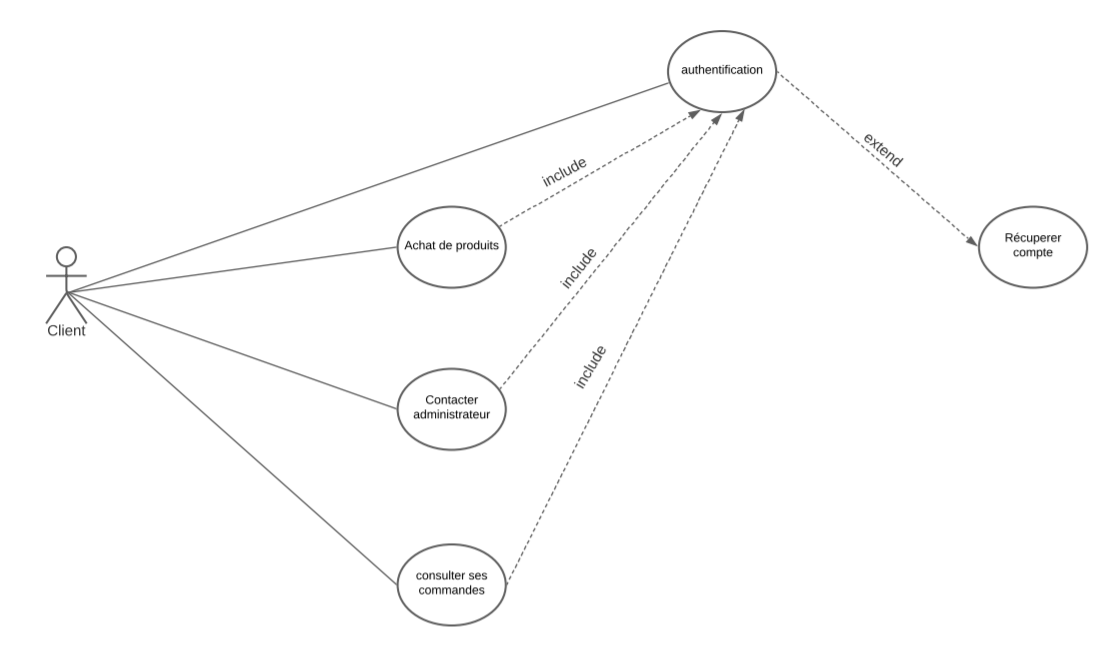 authentification
extend
include
Achat de produits
Récuperer
compte
include
Client
include
Contacter
administrateur
consulter ses
commandes